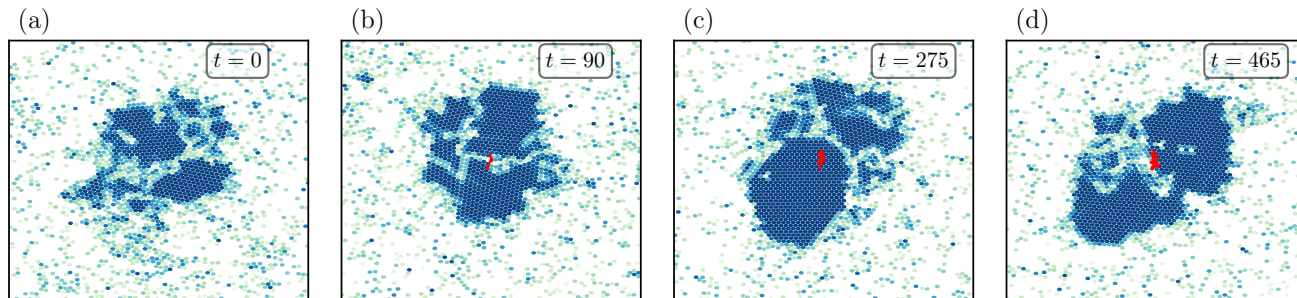 (a)
t = 0
(b)
t = 90
(c)
t = 275
(d)
t = 465